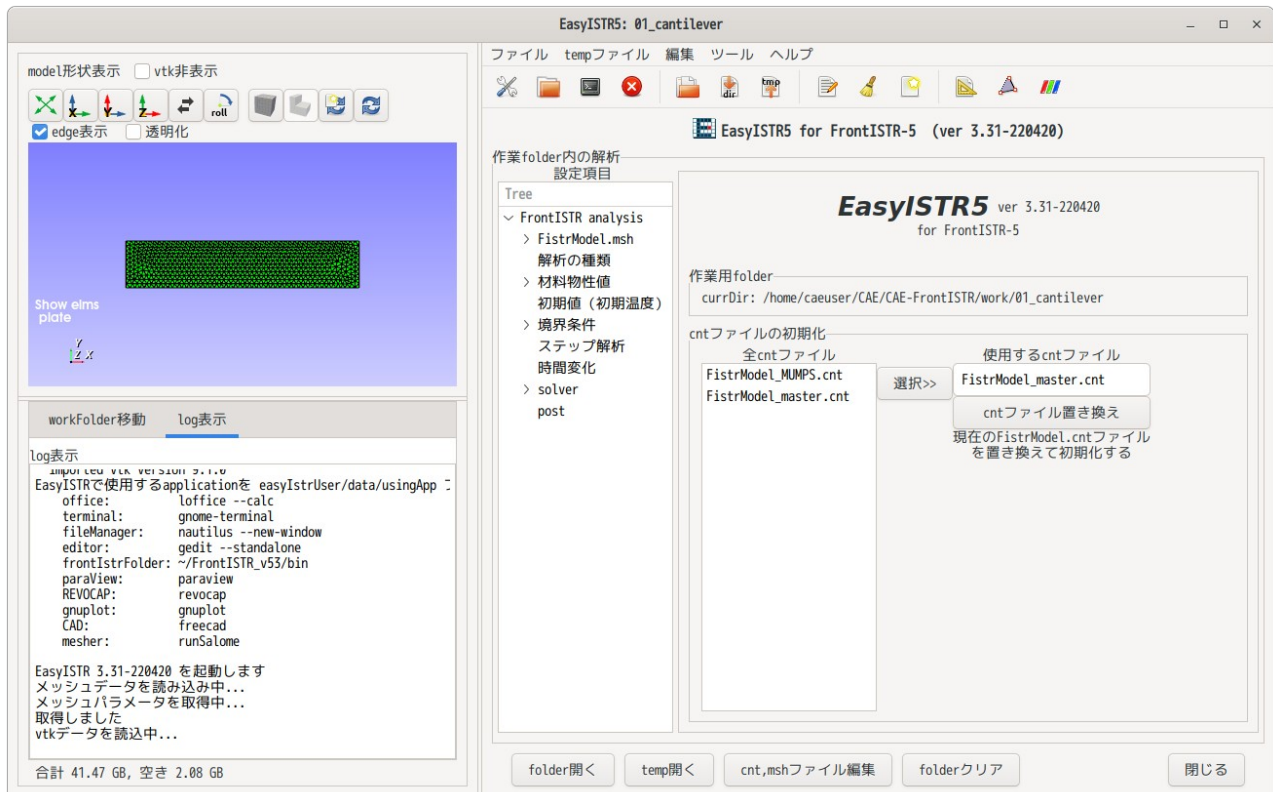 EasyISTR5: 01_cantilever
model形状表示 vtk非表示
X Y Z roll
edge表示 透明化
Show elms
plate
Y
Z X
workFolder移動 log表示
log表示
imported vtk version 9.1.0
EasyISTRで使用するapplicationを easyIstrUser/data/usingApp
office: loffice --calc
terminal: gnome-terminal
fileManager: nautilus --new-window
editor: gedit --standalone
frontIstrFolder: ~/FrontISTR_v53/bin
paraView: paraview
REVOCAP: revocap
gnuplot: gnuplot
CAD: freecad
mesher: runSalome
EasyISTR 3.31-220420 を起動します
メッシュデータを読み込み中...
メッシュパラメータを取得中...
取得しました
vtkデータを読込中...
合計 41.47 GB, 空き 2.08 GB
ファイル tempファイル 編集 ツール ヘルプ
dir tmp
EasyISTR5 for FrontISTR-5 (ver 3.31-220420)
作業folder内の解析
設定項目
Tree
FrontISTR analysis
FistrModel.msh
解析の種類
材料物性値
初期値（初期温度）
境界条件
ステップ解析
時間変化
solver
post
EasyISTR5 ver 3.31-220420
for FrontISTR-5
作業用folder
currDir: /home/caeuser/CAE/CAE-FrontISTR/work/01_cantilever
cntファイルの初期化
全cntファイル
FistrModel_MUMPS.cnt
FistrModel_master.cnt
選択>>
使用するcntファイル
FistrModel_master.cnt
cntファイル置き換え
現在のFistrModel.cntファイル
を置き換えて初期化する
folder開く temp開く cnt,mshファイル編集 folderクリア 閉じる